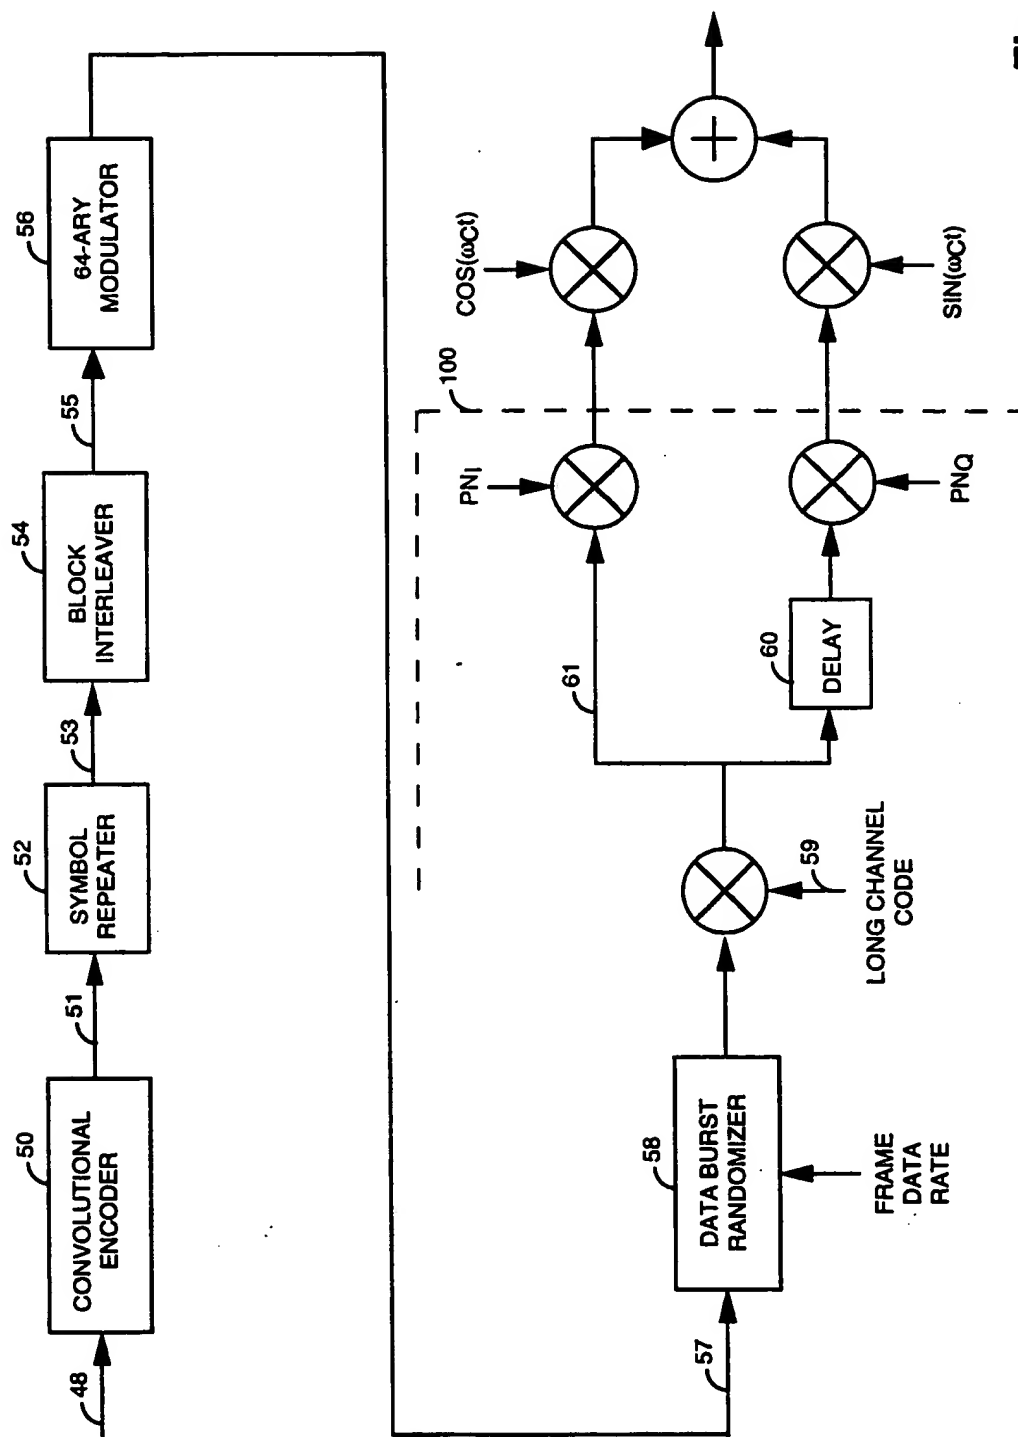 48
50
CONVOLUTIONAL
ENCODER
51
52
SYMBOL
REPEATER
53
54
BLOCK
INTERLEAVER
55
56
64-ARY
MODULATOR
57
58
DATA BURST
RANDOMIZER
FRAME
DATA
RATE
59
LONG CHANNEL
CODE
61
60
DELAY
PNI
PNQ
100
COS(ωCt)
SIN(ωCt)